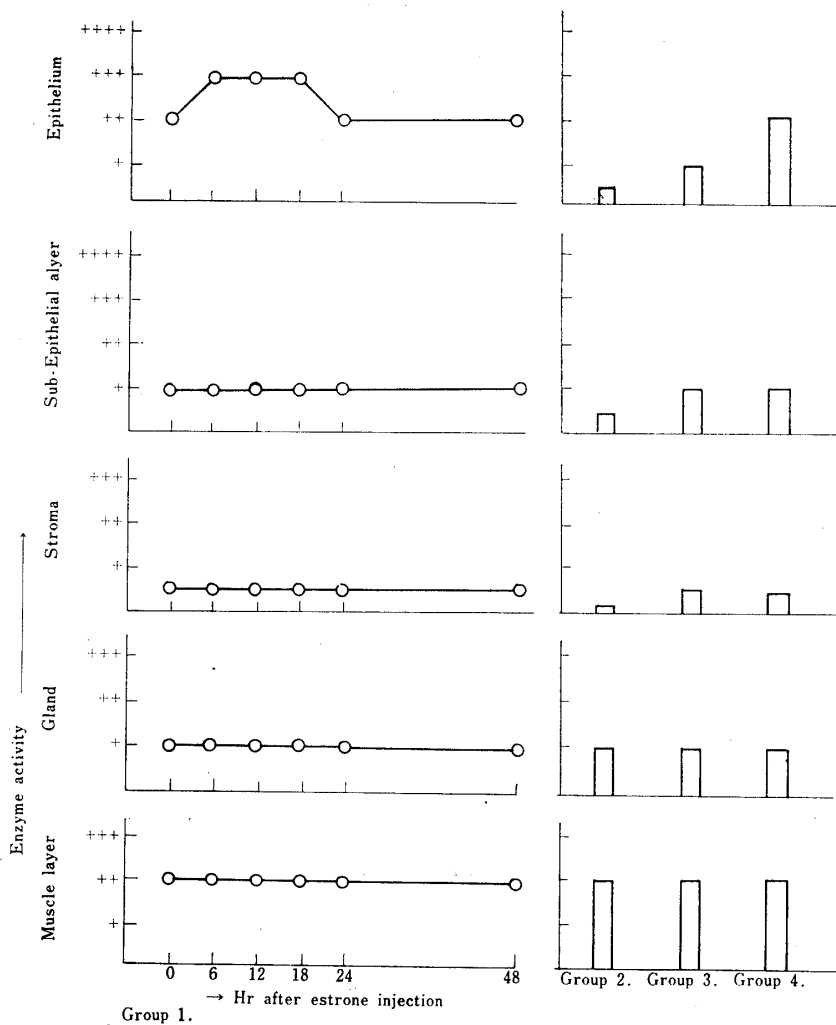 Enzyme activity
Epithelium
++++
+++
++
+
Sub-Epithelial alyer
++++
+++
++
+
Stroma
+++
++
+
Gland
+++
++
+
Muscle layer
+++
++
+
0 6 12 18 24 48
→ Hr after estrone injection
Group 1.
Group 2. Group 3. Group 4.